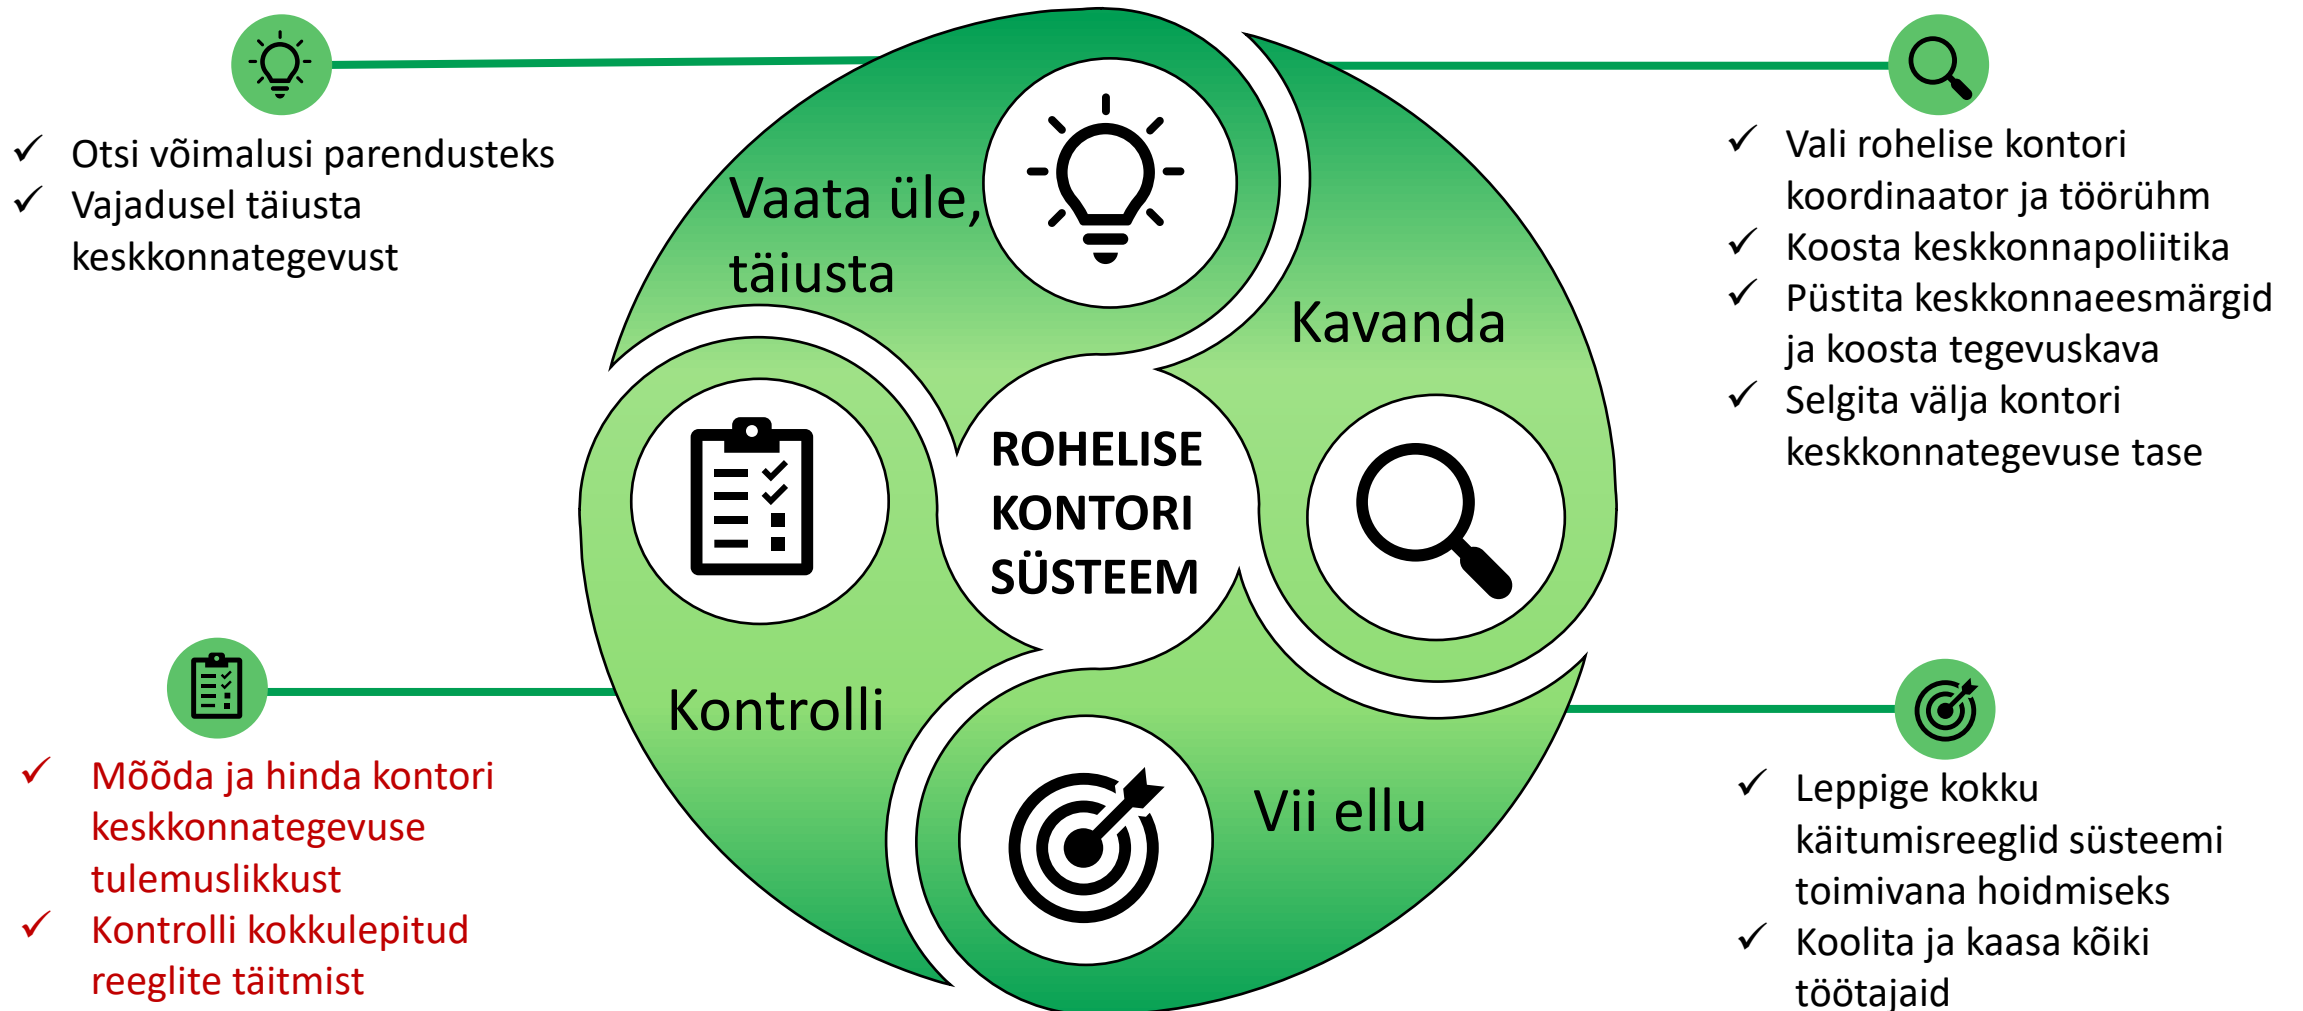 Otsi võimalusi parendusteks
Vajadusel täiusta
keskkonnategevust
Vaata üle,
täiusta
Kavanda
Vali rohelise kontori
koordinaator ja töörühm
Koosta keskkonnapoliitika
Püstita keskkonnaeesmärgid
ja koosta tegevuskava
Selgita välja kontori
keskkonnategevuse tase
ROHELISE
KONTORI
SÜSTEEM
Kontrolli
Vii ellu
Mõõda ja hinda kontori
keskkonnategevuse
tulemuslikkust
Kontrolli kokkulepitud
reeglite täitmist
Leppige kokku
käitumisreeglid süsteemi
toimivana hoidmiseks
Koolita ja kaasa kõiki
töötajaid